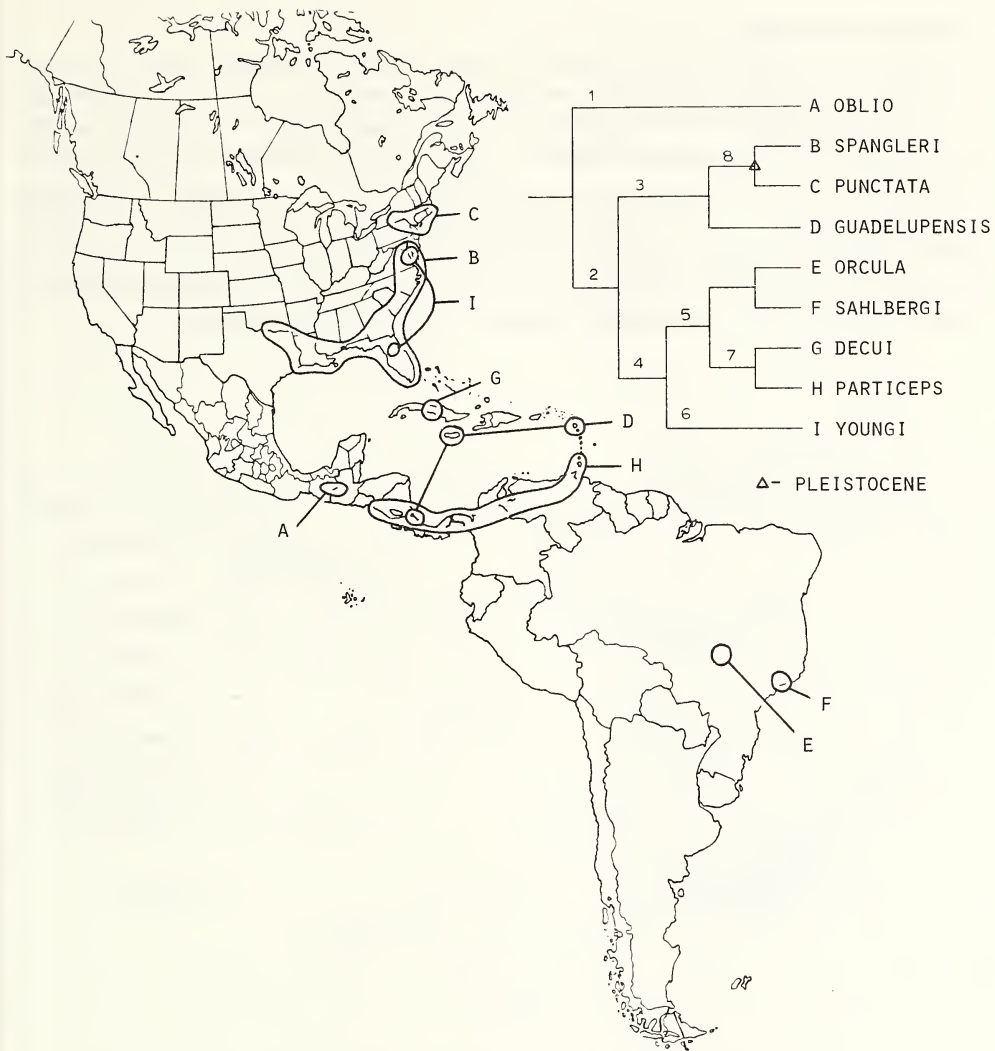 1
A OBLIO
B SPANGLERI
8
3
C PUNCTATA
D GUADELUPENSIS
2
E ORCULA
F SAHLBERGI
5
G DECUI
7
4
H PARTICEPS
6
I YOUNGI
Δ- PLEISTOCENE
C
B
I
G
D
H
A
F
E